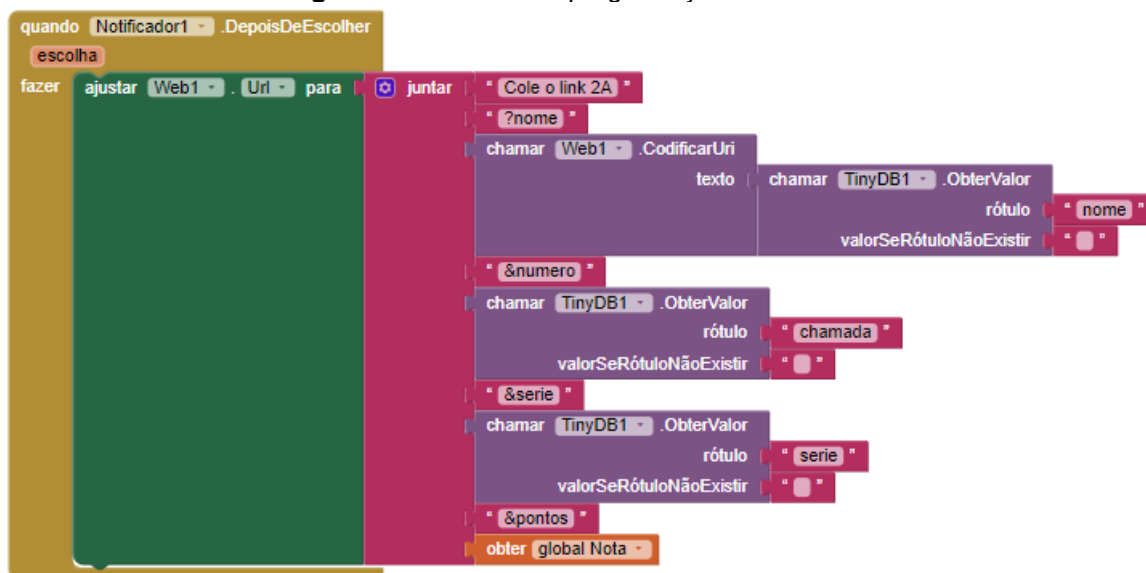 quando Notificador1 .DepoisDeEscolher
escolha
fazer ajustar Web1 . Url para juntar " Cole o link 2A "
" ?nome "
chamar Web1 .CodificarUri
texto chamar TinyDB1 .ObterValor
rótulo " nome "
valorSeRótuloNãoExistir " "
" &numero "
chamar TinyDB1 .ObterValor
rótulo " chamada "
valorSeRótuloNãoExistir " "
" &serie "
chamar TinyDB1 .ObterValor
rótulo " serie "
valorSeRótuloNãoExistir " "
" &pontos "
obter global Nota